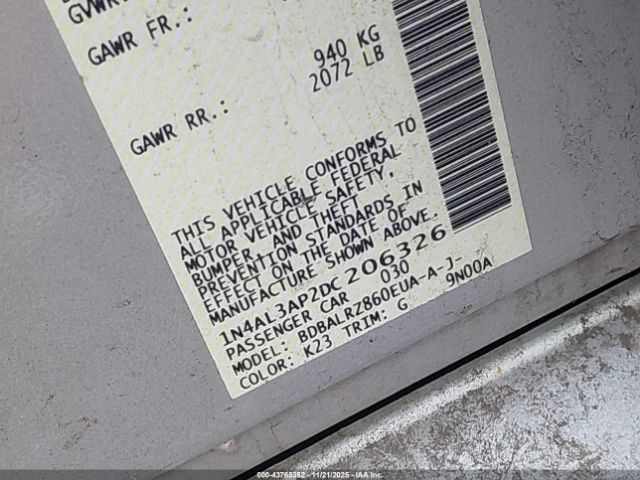 GVWR
GAWR FR.:
940 KG
2072 LB
GAWR RR.:
THIS VEHICLE CONFORMS TO
ALL APPLICABLE FEDERAL
MOTOR VEHICLE SAFETY,
BUMPER, AND THEFT
PREVENTION STANDARDS IN
EFFECT ON THE DATE OF
MANUFACTURE SHOWN ABOVE.
1N4AL3AP2DC206326
PASSENGER CAR 030
MODEL: BDBALRZ860EUA-A-J-
COLOR: K23 TRIM: G 9N00A
000-43765352 - 11/21/2025 - IAA Inc.